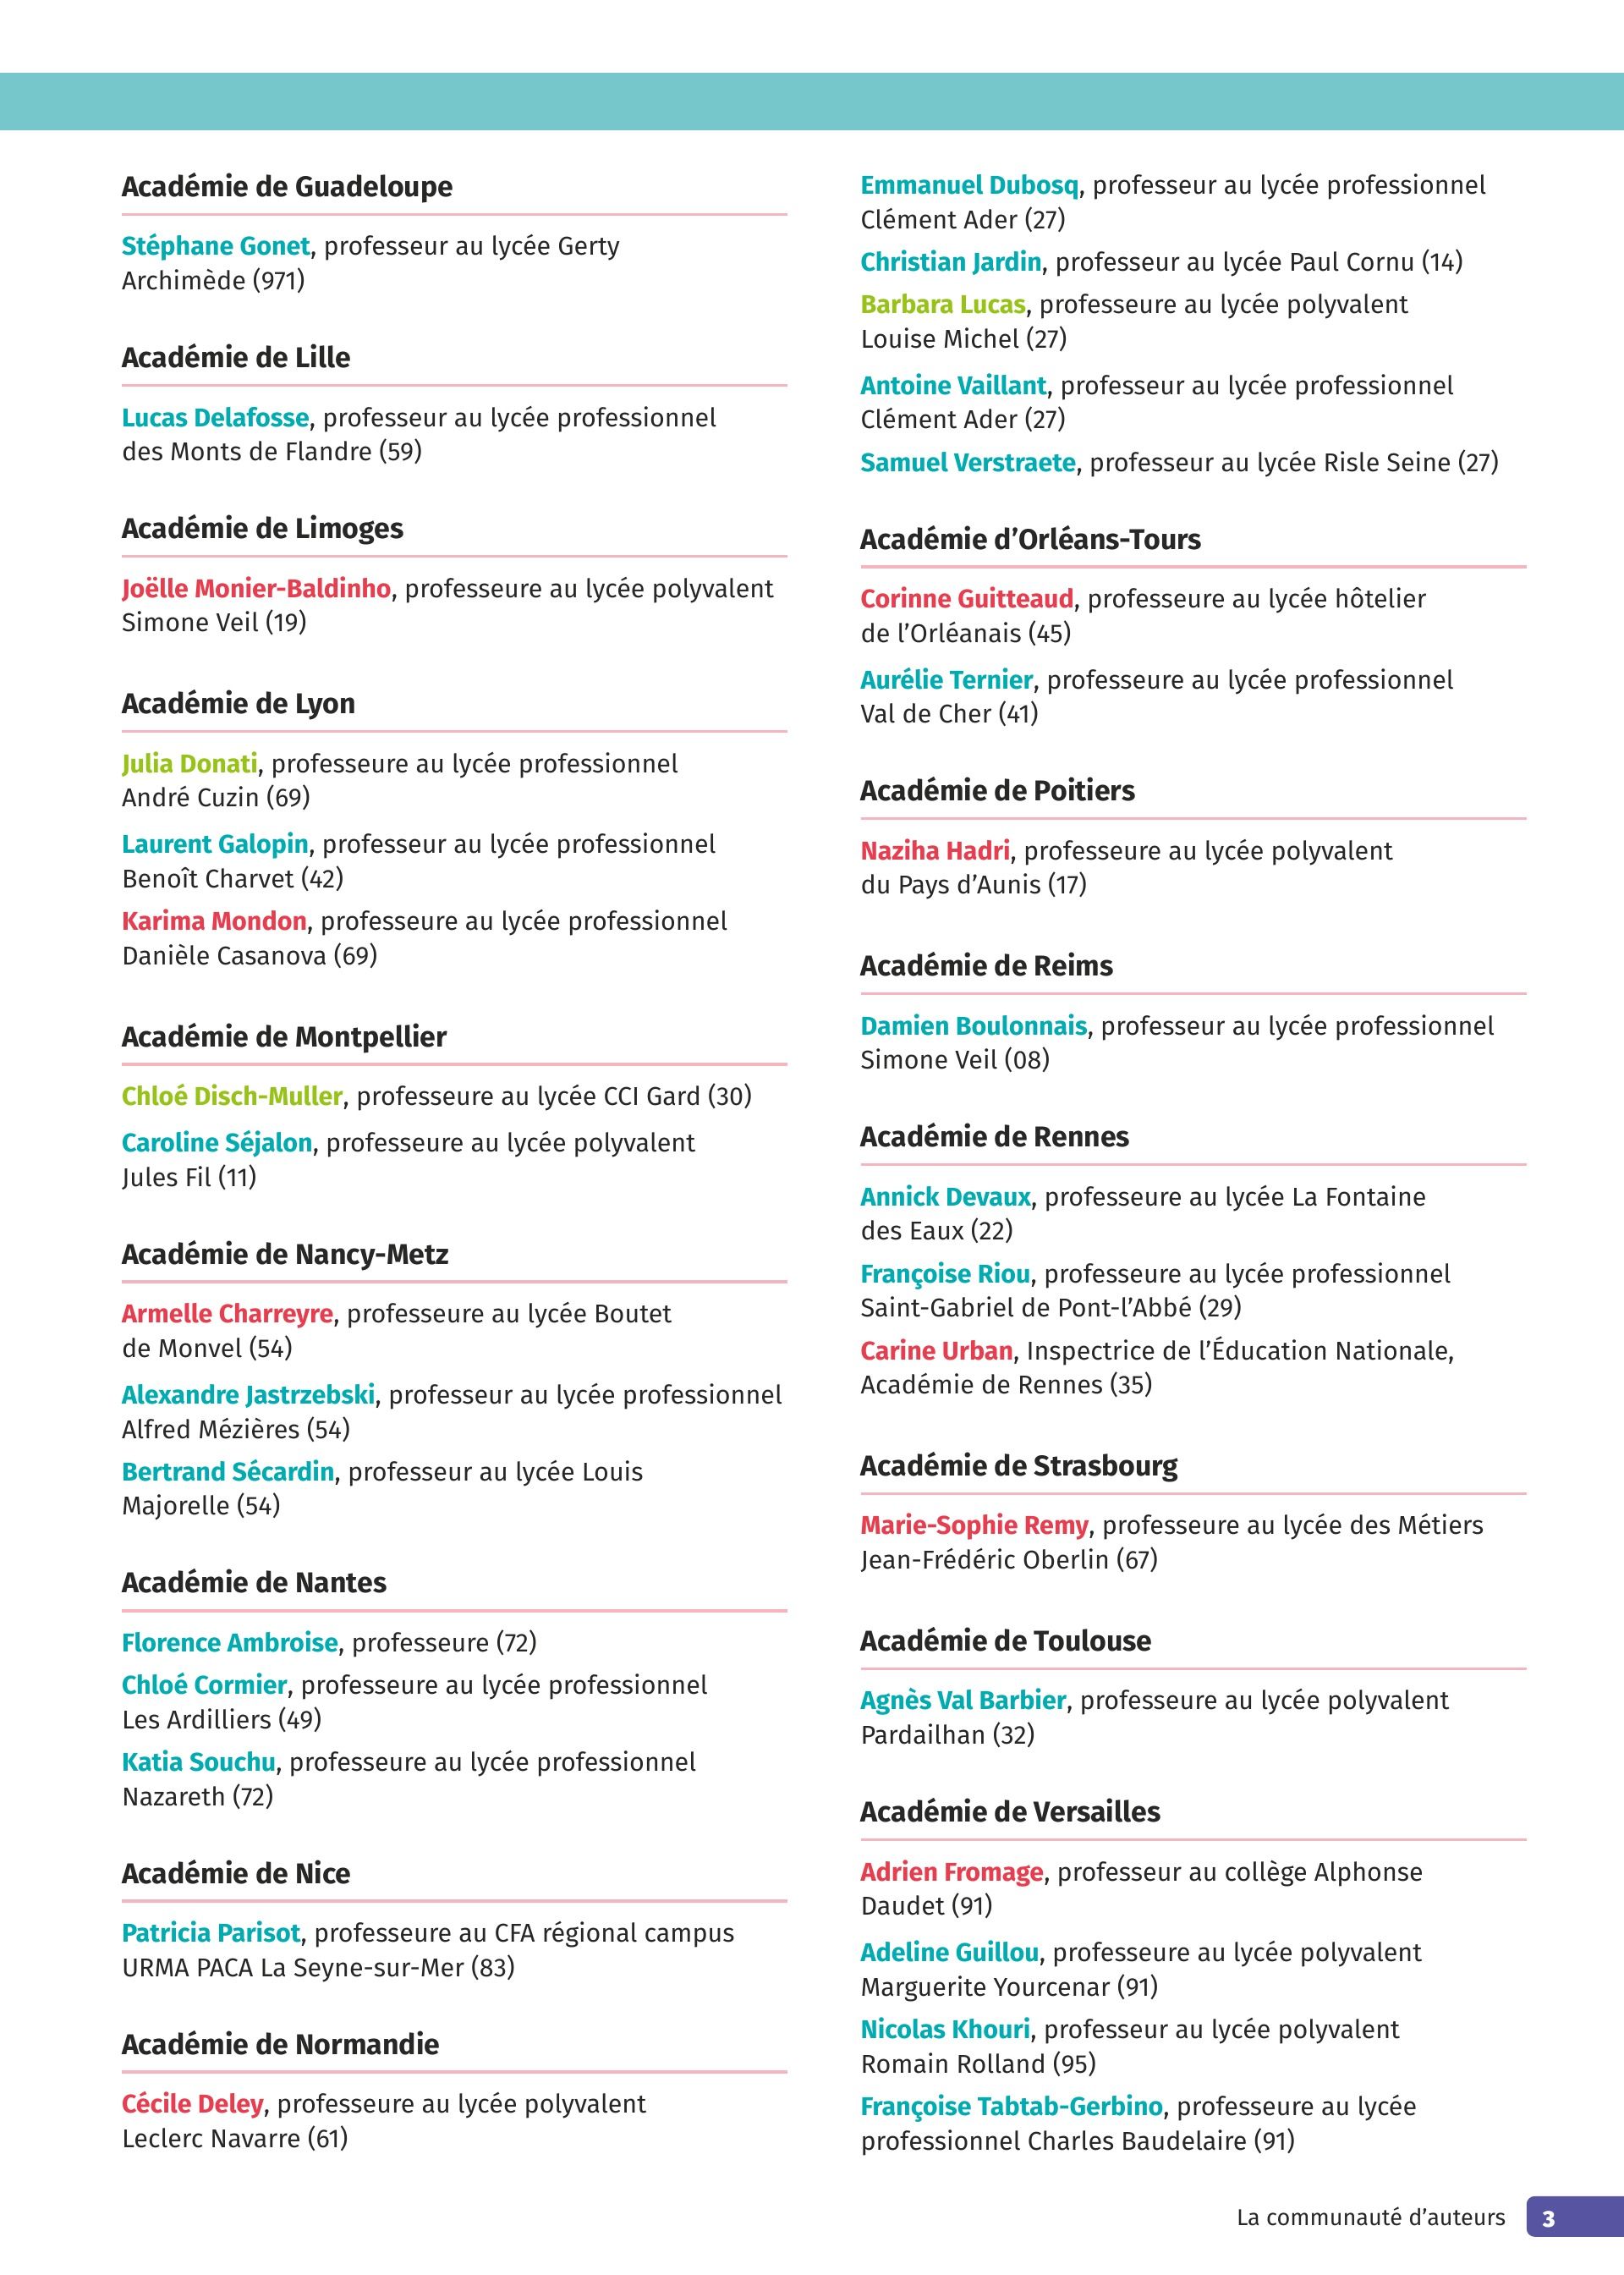 Académie de Guadeloupe
Stéphane Gonet, professeur au lycée Gerty
Archimède (971)
Académie de Lille
Lucas Delafosse, professeur au lycée professionnel
des Monts de Flandre (59)
Académie de Limoges
Joëlle Monier-Baldinho, professeure au lycée polyvalent
Simone Veil (19)
Académie de Lyon
Julia Donati, professeure au lycée professionnel
André Cuzin (69)
Laurent Galopin, professeur au lycée professionnel
Benoît Charvet (42)
Karima Mondon, professeure au lycée professionnel
Danièle Casanova (69)
Académie de Montpellier
Chloé Disch-Muller, professeure au lycée CCI Gard (30)
Caroline Séjalon, professeure au lycée polyvalent
Jules Fil (11)
Académie de Nancy-Metz
Armelle Charreyre, professeure au lycée Boutet
de Monvel (54)
Alexandre Jastrzebski, professeur au lycée professionnel
Alfred Mézières (54)
Bertrand Sécardin, professeur au lycée Louis
Majorelle (54)
Académie de Nantes
Florence Ambroise, professeure (72)
Chloé Cormier, professeure au lycée professionnel
Les Ardilliers (49)
Katia Souchu, professeure au lycée professionnel
Nazareth (72)
Académie de Nice
Patricia Parisot, professeure au CFA régional campus
URMA PACA La Seyne-sur-Mer (83)
Académie de Normandie
Cécile Deley, professeure au lycée polyvalent
Leclerc Navarre (61)
Emmanuel Dubosq, professeur au lycée professionnel
Clément Ader (27)
Christian Jardin, professeur au lycée Paul Cornu (14)
Barbara Lucas, professeure au lycée polyvalent
Louise Michel (27)
Antoine Vaillant, professeur au lycée professionnel
Clément Ader (27)
Samuel Verstraete, professeur au lycée Risle Seine (27)
Académie d’Orléans-Tours
Corinne Guitteaud, professeure au lycée hôtelier
de l’Orléanais (45)
Aurélie Ternier, professeure au lycée professionnel
Val de Cher (41)
Académie de Poitiers
Naziha Hadri, professeure au lycée polyvalent
du Pays d’Aunis (17)
Académie de Reims
Damien Boulonnais, professeur au lycée professionnel
Simone Veil (08)
Académie de Rennes
Annick Devaux, professeure au lycée La Fontaine
des Eaux (22)
Françoise Riou, professeure au lycée professionnel
Saint-Gabriel de Pont-l’Abbé (29)
Carine Urban, Inspectrice de l’Éducation Nationale,
Académie de Rennes (35)
Académie de Strasbourg
Marie-Sophie Remy, professeure au lycée des Métiers
Jean-Frédéric Oberlin (67)
Académie de Toulouse
Agnès Val Barbier, professeure au lycée polyvalent
Pardailhan (32)
Académie de Versailles
Adrien Fromage, professeur au collège Alphonse
Daudet (91)
Adeline Guillou, professeure au lycée polyvalent
Marguerite Yourcenar (91)
Nicolas Khouri, professeur au lycée polyvalent
Romain Rolland (95)
Françoise Tabtab-Gerbino, professeure au lycée
professionnel Charles Baudelaire (91)
La communauté d’auteurs 3